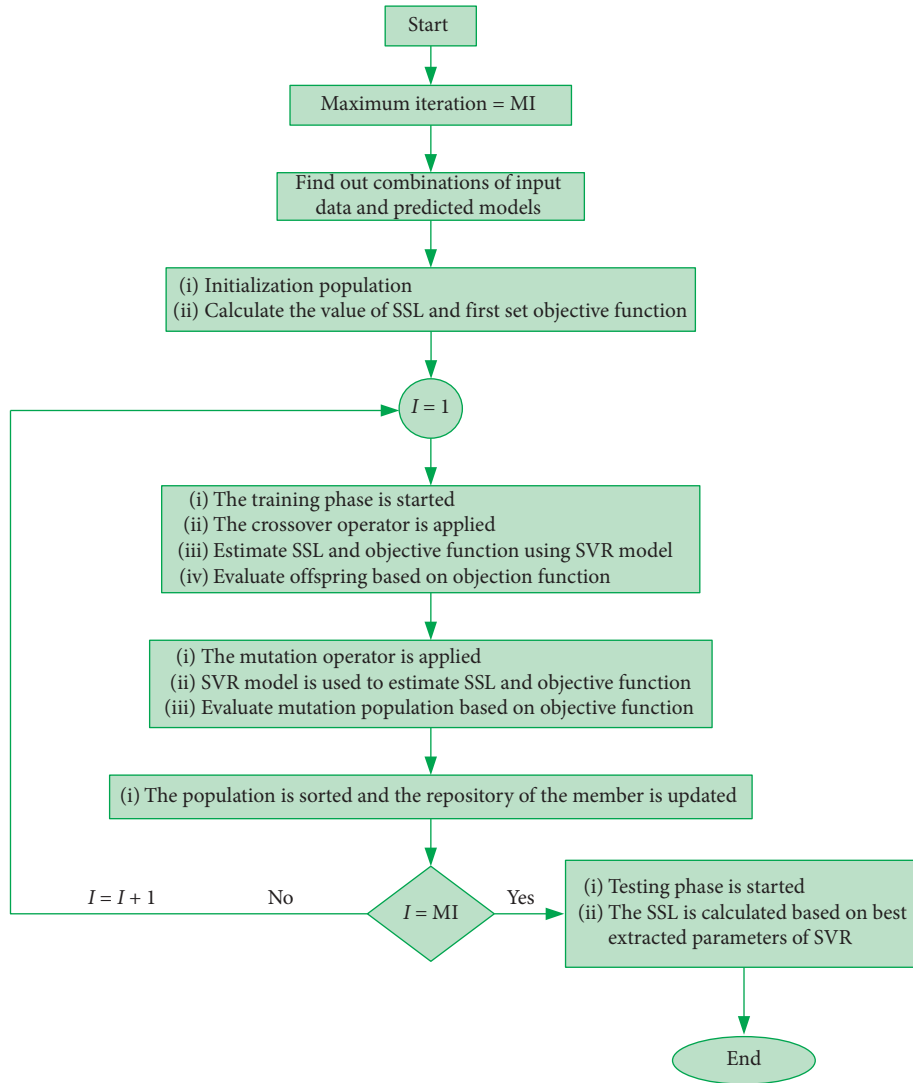 Start
Maximum iteration = MI
Find out combinations of input
data and predicted models
(i) Initialization population
(ii) Calculate the value of SSL and first set objective function
I = 1
(i) The training phase is started
(ii) The crossover operator is applied
(iii) Estimate SSL and objective function using SVR model
(iv) Evaluate offspring based on objection function
(i) The mutation operator is applied
(ii) SVR model is used to estimate SSL and objective function
(iii) Evaluate mutation population based on objective function
(i) The population is sorted and the repository of the member is updated
I = I + 1
No
I = MI
Yes
(i) Testing phase is started
(ii) The SSL is calculated based on best
extracted parameters of SVR
End